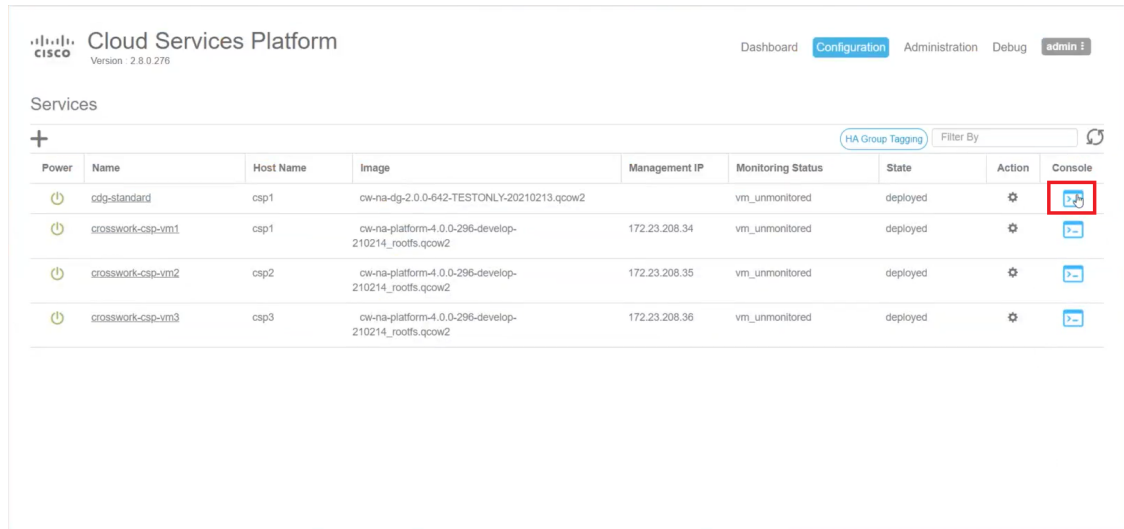 CISCO
Cloud Services Platform
Version : 2.8.0.276
Dashboard Configuration Administration Debug admin
Services
HA Group Tagging Filter By
Power Name Host Name Image Management IP Monitoring Status State Action Console
cdg-standard csp1 cw-na-dg-2.0.0-642-TESTONLY-20210213.qcow2 vm_unmonitored deployed
crosswork-csp-vm1 csp1 cw-na-platform-4.0.0-296-develop- 172.23.208.34 vm_unmonitored deployed
210214_rootfs.qcow2
crosswork-csp-vm2 csp2 cw-na-platform-4.0.0-296-develop- 172.23.208.35 vm_unmonitored deployed
210214_rootfs.qcow2
crosswork-csp-vm3 csp3 cw-na-platform-4.0.0-296-develop- 172.23.208.36 vm_unmonitored deployed
210214_rootfs.qcow2